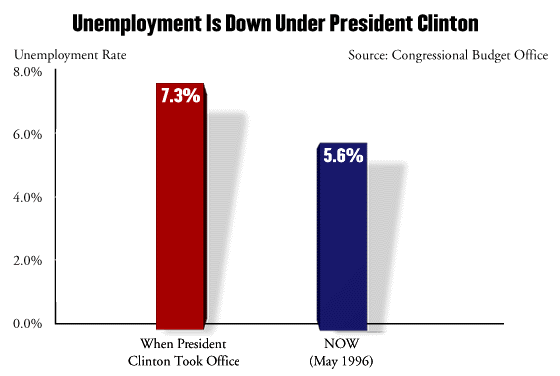 Unemployment Is Down Under President Clinton
Unemployment Rate
Source: Congressional Budget Office
8.0%
7.3%
6.0%
5.6%
4.0%
2.0%
0.0%
When President
Clinton Took Office
NOW
(May 1996)